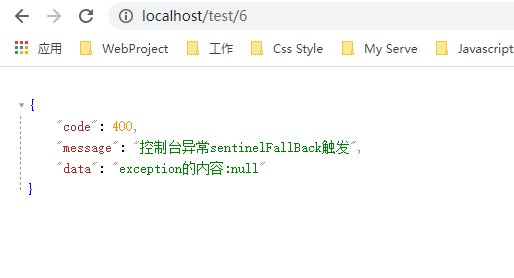 localhost/test/6
应用 WebProject 工作 Css Style My Serve Javascript
{
"code": 400,
"message": "控制台异常sentinelFallBack触发",
"data": "exception的内容:null"
}